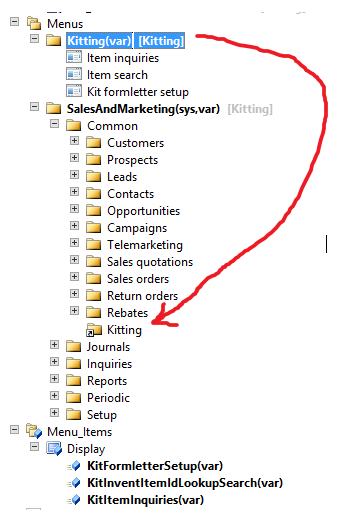 Menus
Kitting(var) [Kitting]
Item inquiries
Item search
Kit formletter setup
SalesAndMarketing(sys,var) [Kitting]
Common
Customers
Prospects
Leads
Contacts
Opportunities
Campaigns
Telemarketing
Sales quotations
Sales orders
Return orders
Rebates
Kitting
Journals
Inquiries
Reports
Periodic
Setup
Menu_Items
Display
KitFormletterSetup(var)
KitInventItemIdLookupSearch(var)
KitItemInquiries(var)